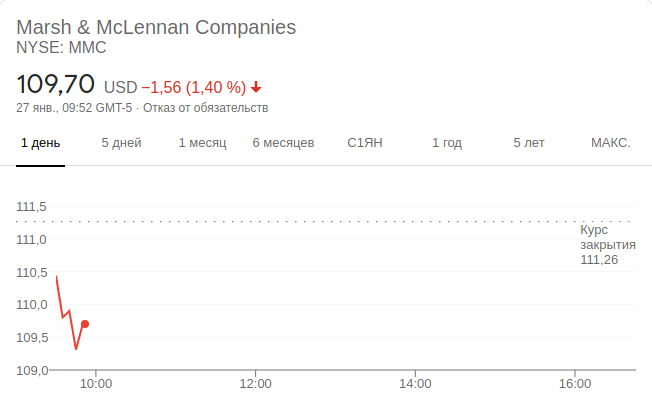 Marsh & McLennan Companies
NYSE: MMC
109,70 USD −1,56 (1,40 %)
27 янв., 09:52 GMT-5 · Отказ от обязательств
1 день 5 дней 1 месяц 6 месяцев С1ЯН 1 год 5 лет МАКС.
111,5
Курс
закрытия
111,26
111,0
110,5
110,0
109,5
109,0
10:00 12:00 14:00 16:00